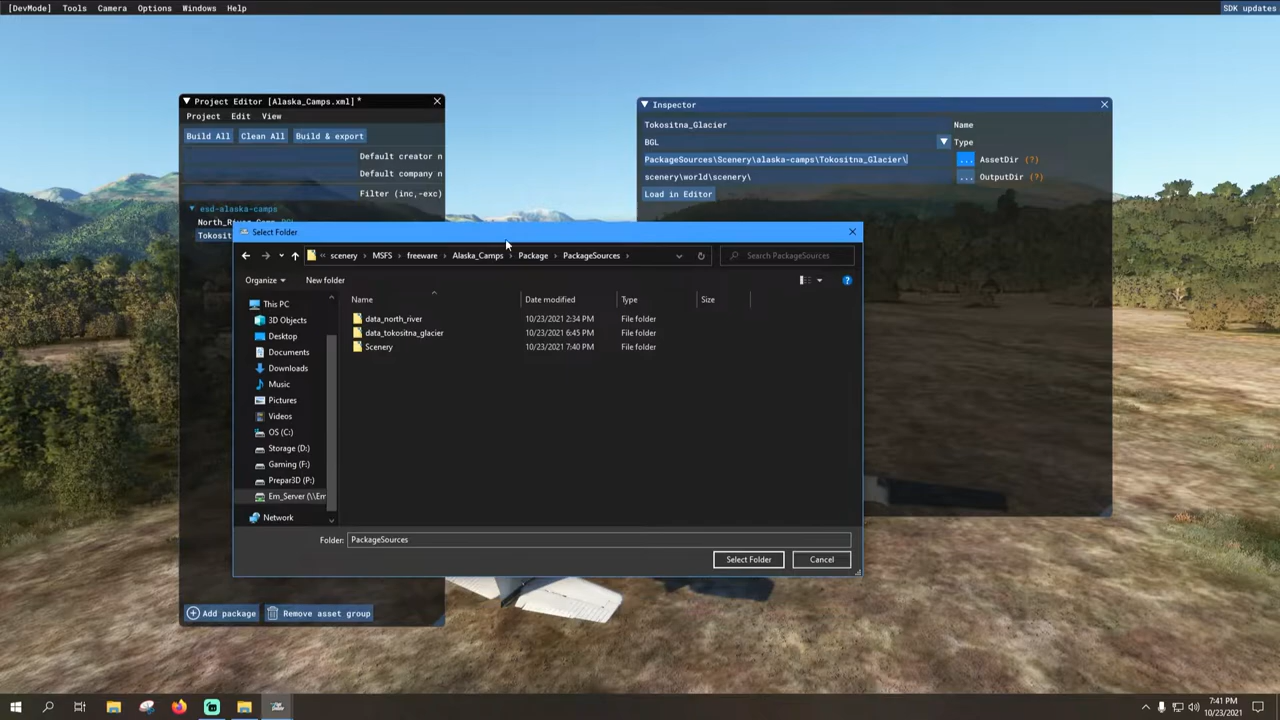 [DevMode] Tools Camera Options Windows Help
SDK updates
Project Editor [Alaska_Camps.xml] *
Project Edit View
Build All Clean All Build & export
Default creator n
Default company n
Filter (inc,-exc)
esd-alaska-camps
Inspector
Tokositna_Glacier Name
BGL Type
PackageSources\Scenery\alaska-camps\Tokositna_Glacier\ ... AssetDir (?)
scenery\world\scenery\ ... OutputDir (?)
Load in Editor
Select Folder
« scenery > MSFS > freeware > Alaska_Camps > Package > PackageSources >
Search PackageSources
Organize New folder
This PC
3D Objects
Desktop
Documents
Downloads
Music
Pictures
Videos
OS (C:)
Storage (D:)
Gaming (F:)
Prepar3D (P:)
Em_Server (\\Em
Network
Name Date modified Type Size
data_north_river 10/23/2021 2:34 PM File folder
data_tokositna_glacier 10/23/2021 6:45 PM File folder
Scenery 10/23/2021 7:40 PM File folder
Folder: PackageSources
Select Folder Cancel
Add package Remove asset group
7:41 PM
10/23/2021